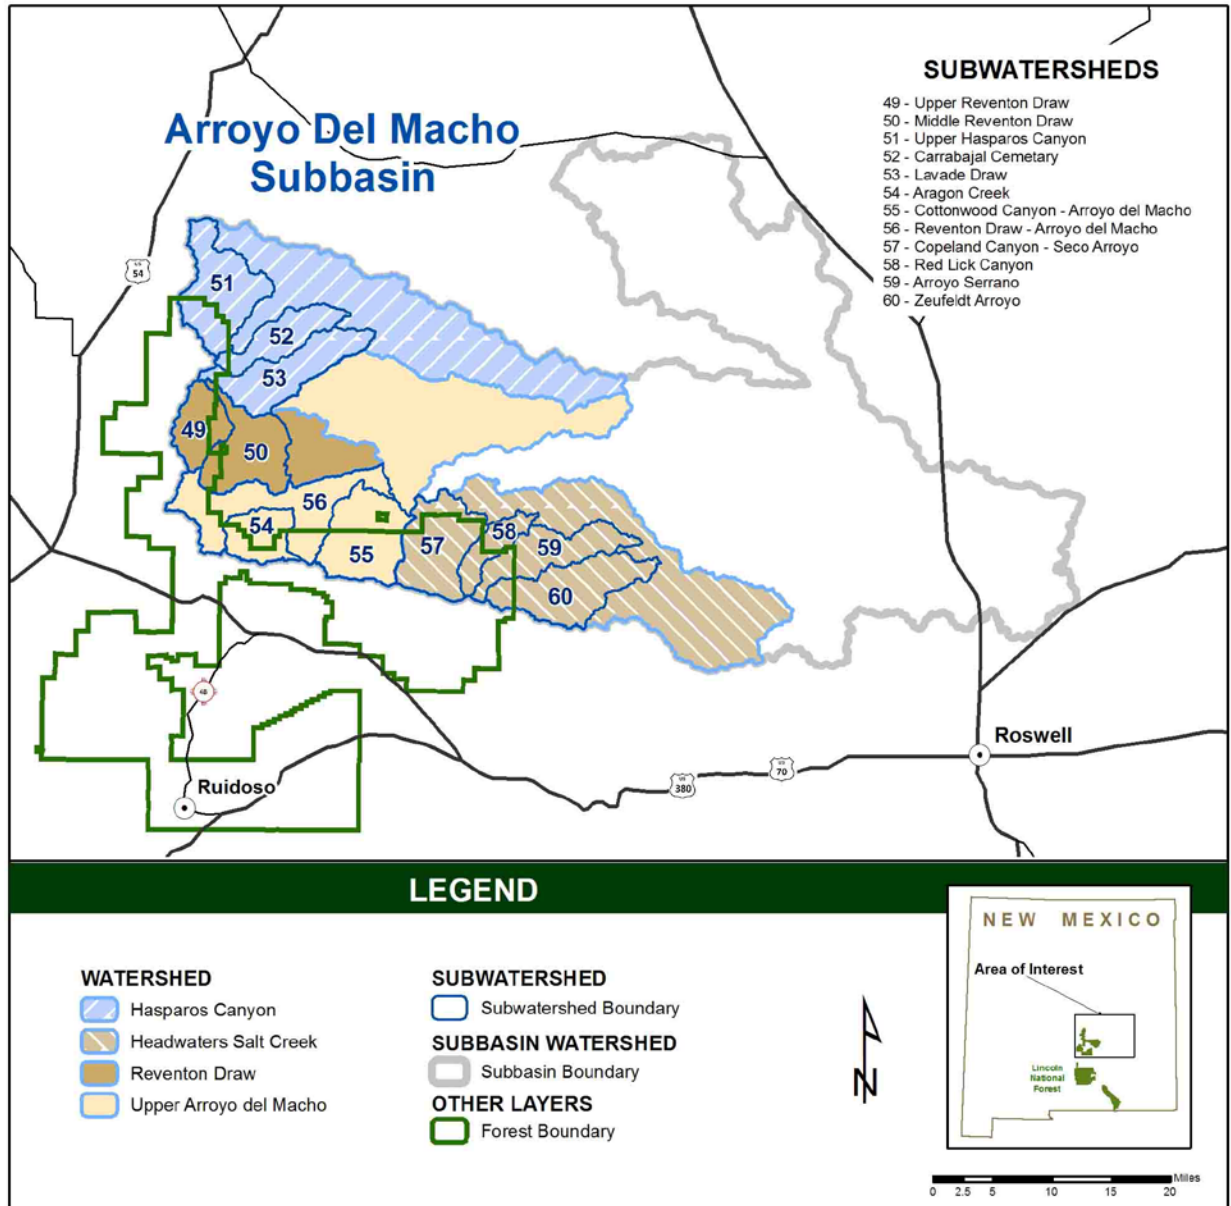 SUBWATERSHEDS
49 - Upper Reventon Draw
50 - Middle Reventon Draw
51 - Upper Hasparos Canyon
52 - Carrabajal Cemetary
53 - Lavade Draw
54 - Aragon Creek
55 - Cottonwood Canyon - Arroyo del Macho
56 - Reventon Draw - Arroyo del Macho
57 - Copeland Canyon - Seco Arroyo
58 - Red Lick Canyon
59 - Arroyo Serrano
60 - Zeufeldt Arroyo
Arroyo Del Macho
Subbasin
US
54
51
52
53
49
50
56
54
55
57
58
59
60
48
Ruidoso
Roswell
US
70
US
380
LEGEND
WATERSHED
Hasparos Canyon
Headwaters Salt Creek
Reventon Draw
Upper Arroyo del Macho
SUBWATERSHED
Subwatershed Boundary
SUBBASIN WATERSHED
Subbasin Boundary
OTHER LAYERS
Forest Boundary
N
NEW MEXICO
Area of Interest
Lincoln
National
Forest
Miles
0 2.5 5 10 15 20